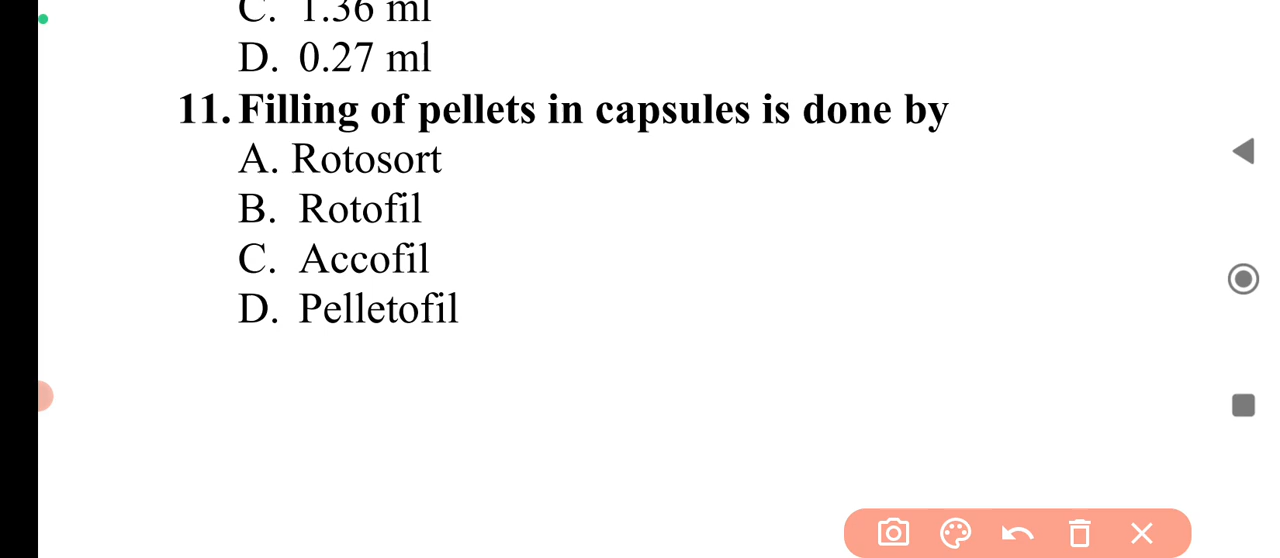 C. 1.36 ml
D. 0.27 ml
11. Filling of pellets in capsules is done by
A. Rotosort
B. Rotofil
C. Accofil
D. Pelletofil